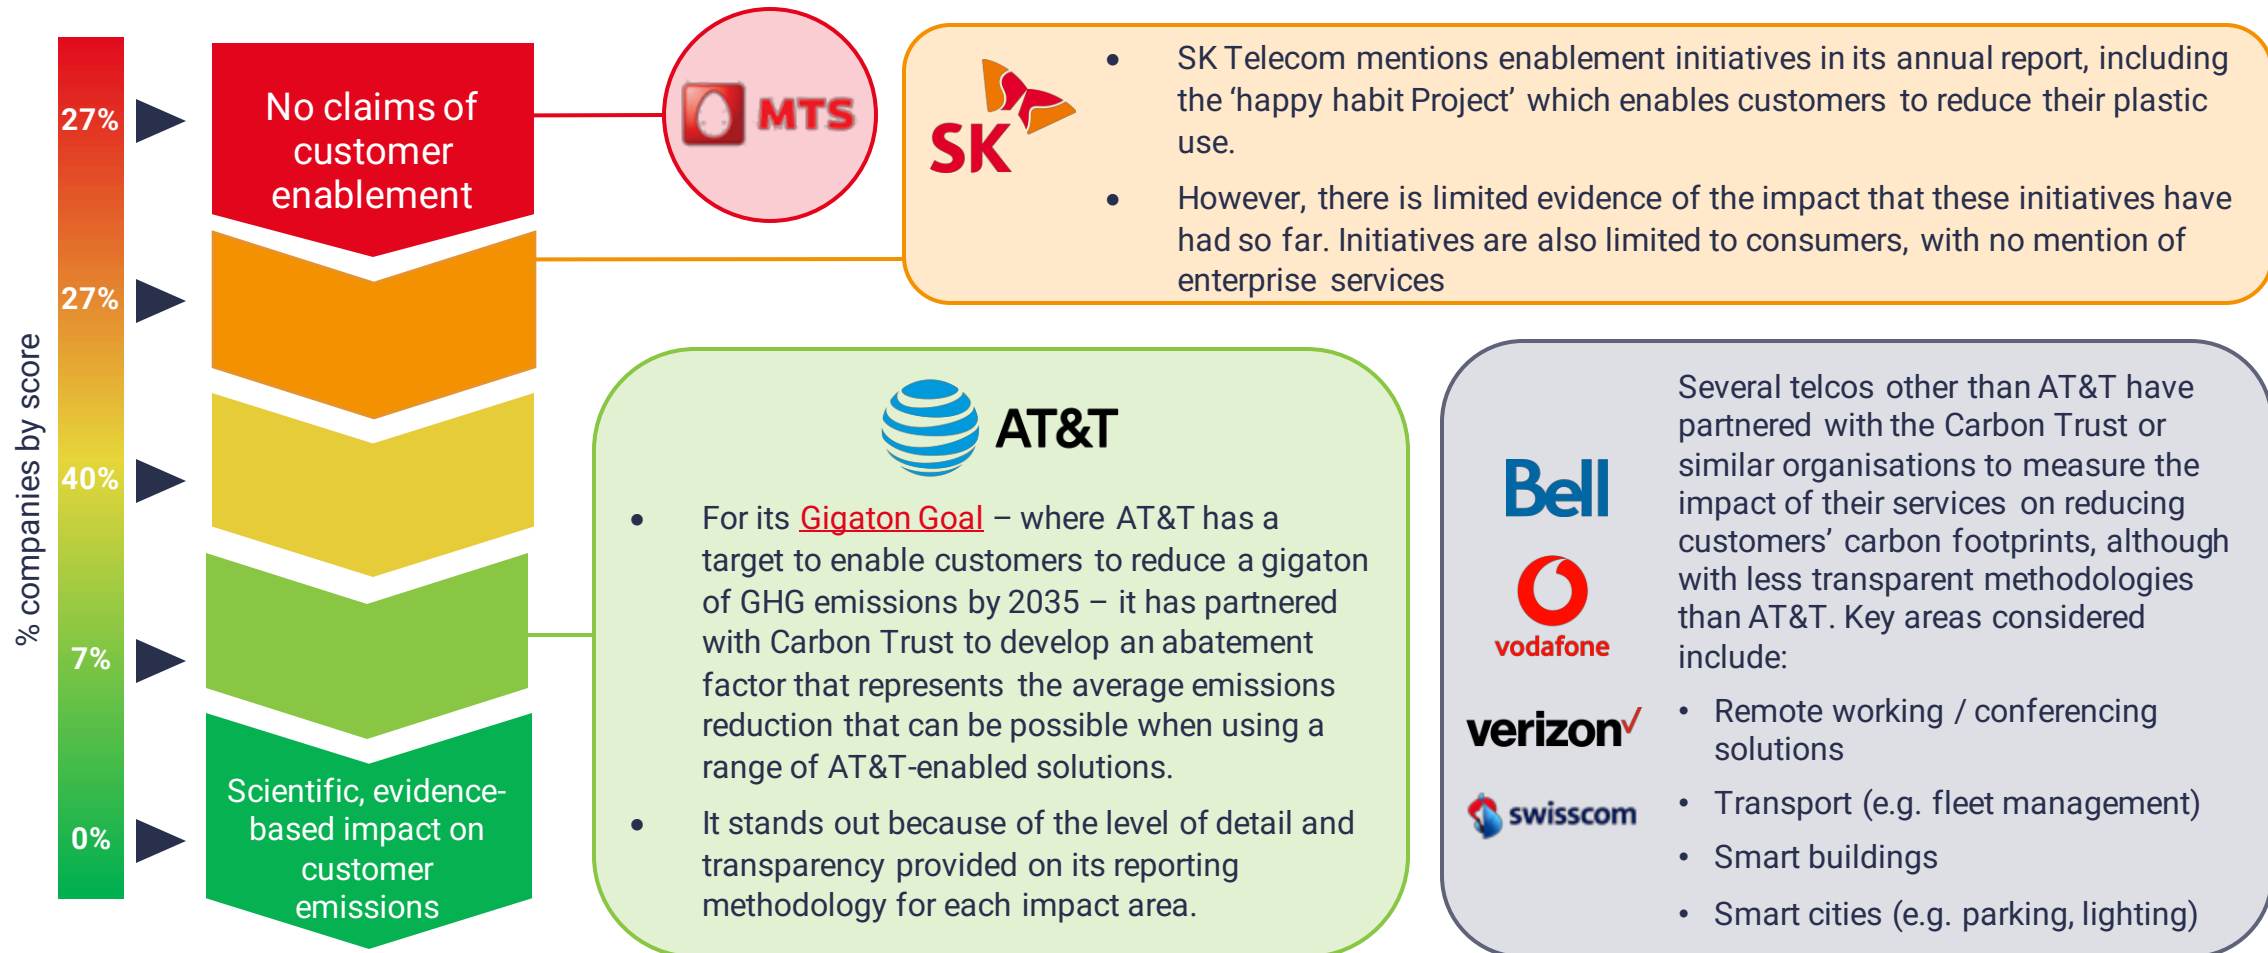 % companies by score
27%
27%
40%
7%
0%
No claims of
customer
enablement
Scientific, evidence-
based impact on
customer
emissions
MTS
SK
• SK Telecom mentions enablement initiatives in its annual report, including
the ‘happy habit Project’ which enables customers to reduce their plastic
use.
• However, there is limited evidence of the impact that these initiatives have
had so far. Initiatives are also limited to consumers, with no mention of
enterprise services
AT&T
• For its Gigaton Goal – where AT&T has a
target to enable customers to reduce a gigaton
of GHG emissions by 2035 – it has partnered
with Carbon Trust to develop an abatement
factor that represents the average emissions
reduction that can be possible when using a
range of AT&T-enabled solutions.
• It stands out because of the level of detail and
transparency provided on its reporting
methodology for each impact area.
Bell
vodafone
verizon✓
swisscom
Several telcos other than AT&T have
partnered with the Carbon Trust or
similar organisations to measure the
impact of their services on reducing
customers’ carbon footprints, although
with less transparent methodologies
than AT&T. Key areas considered
include:
• Remote working / conferencing
solutions
• Transport (e.g. fleet management)
• Smart buildings
• Smart cities (e.g. parking, lighting)